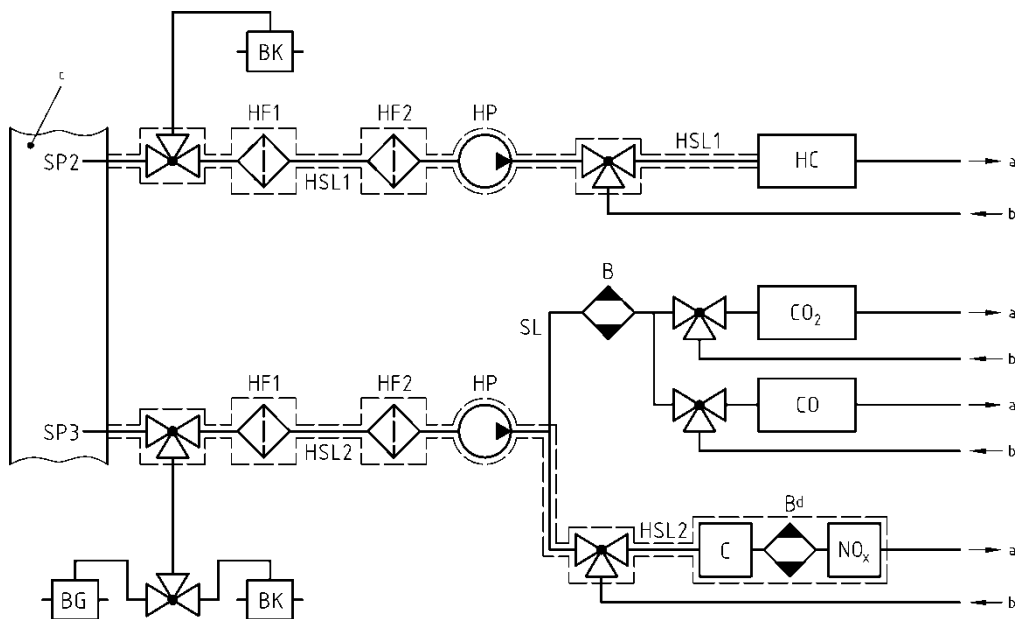 BK
c
HF1
HF2
HP
HSL1
SP2
HSL1
HC
a
b
B
SL
CO₂
a
b
HF1
HF2
HP
CO
a
SP3
HSL2
b
Bᵈ
HSL2
C
NOₓ
a
BG
BK
b